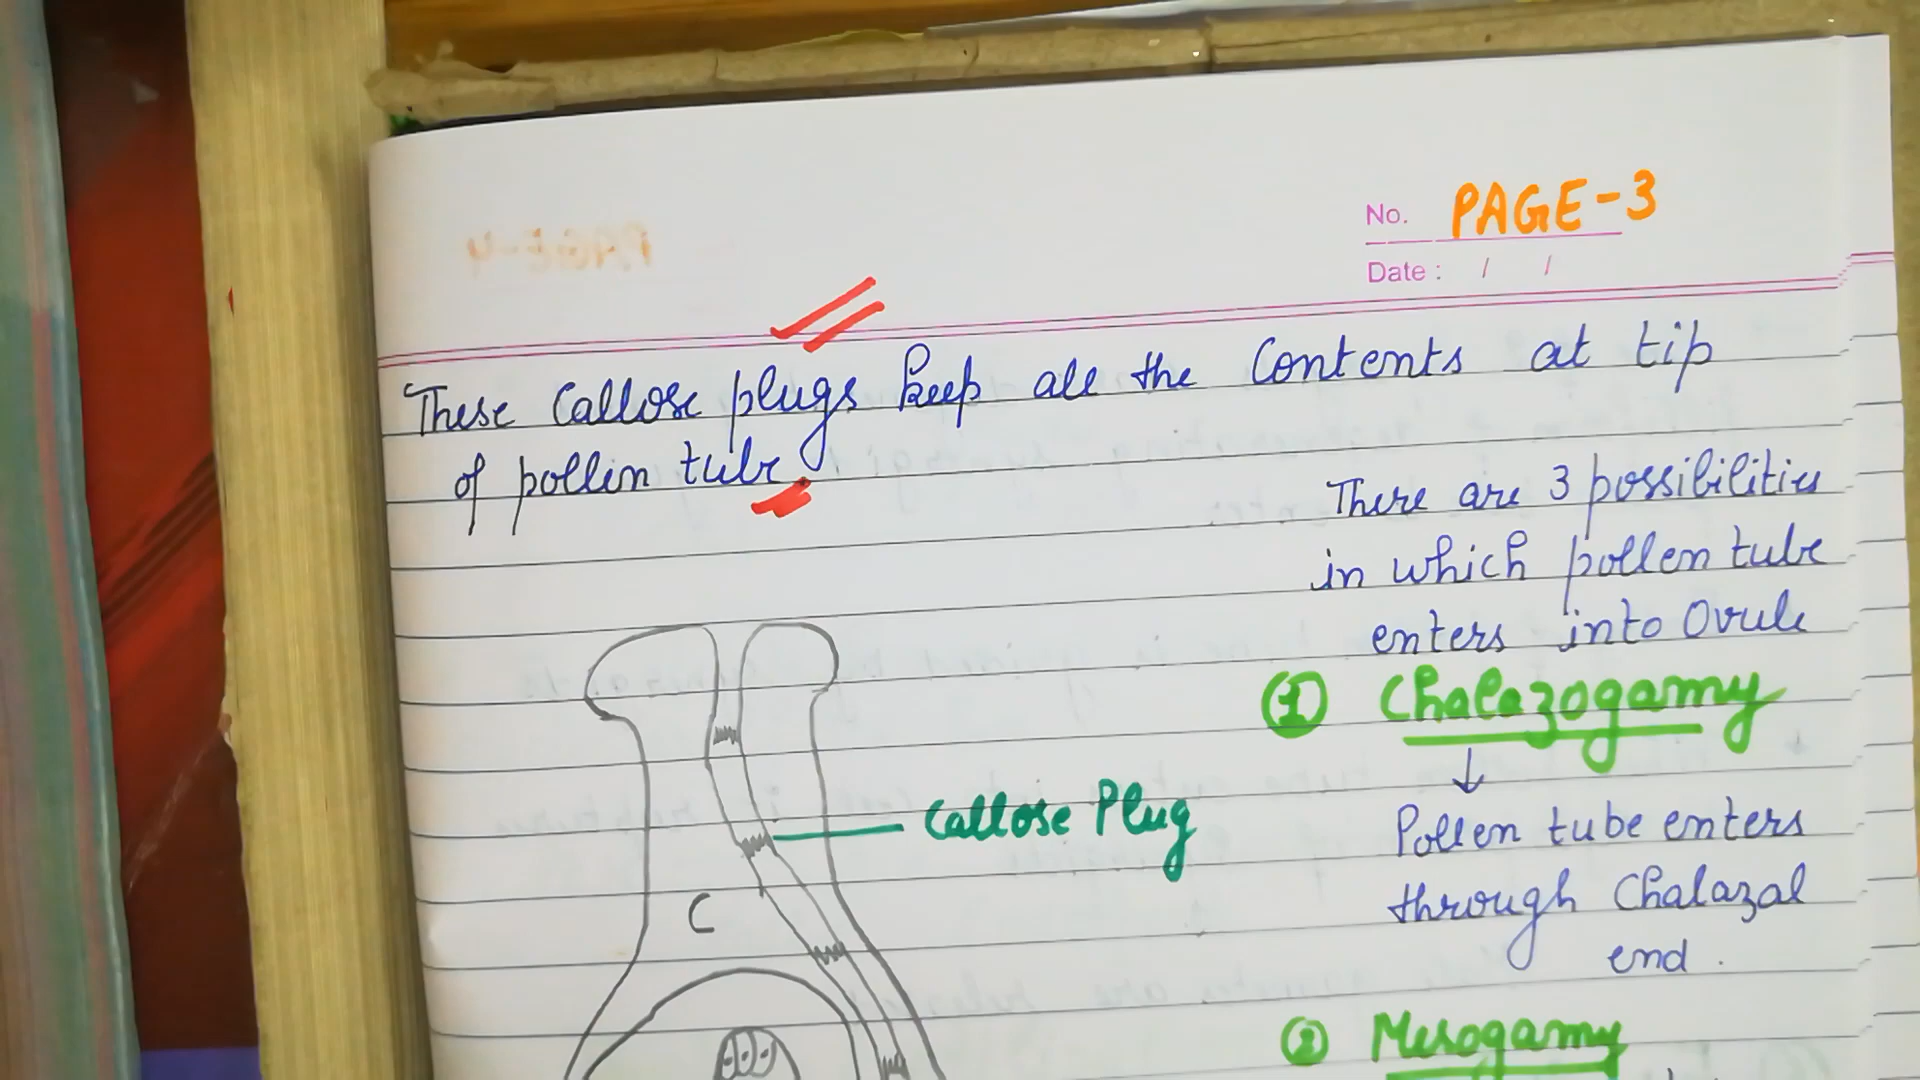 No. PAGE-3
Date : / /
These Callose plugs keep all the Contents at tip
of pollen tube.
There are 3 possibilities
in which pollen tube
enters into Ovule
① Chalazogamy
↓
Pollen tube enters
through Chalazal
end.
Callose Plug
C
② Mesogamy